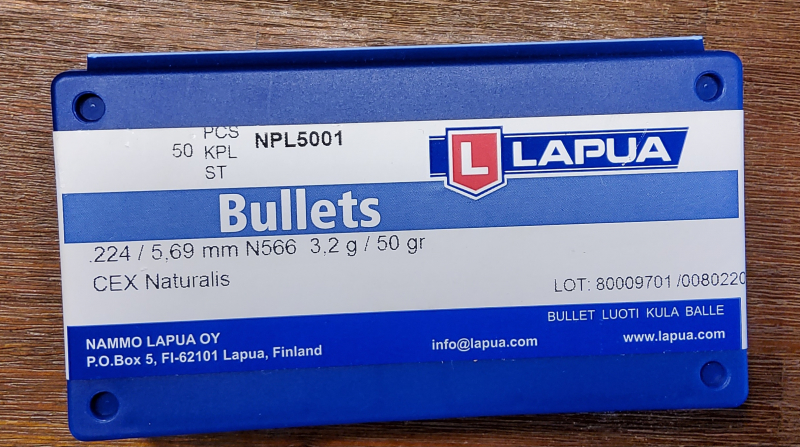 50 PCS
KPL
ST
NPL5001
L LAPUA
Bullets
.224 / 5,69 mm N566 3,2 g / 50 gr
CEX Naturalis
LOT: 80009701 /0080220
BULLET LUOTI KULA BALLE
NAMMO LAPUA OY
P.O.Box 5, FI-62101 Lapua, Finland
info@lapua.com
www.lapua.com